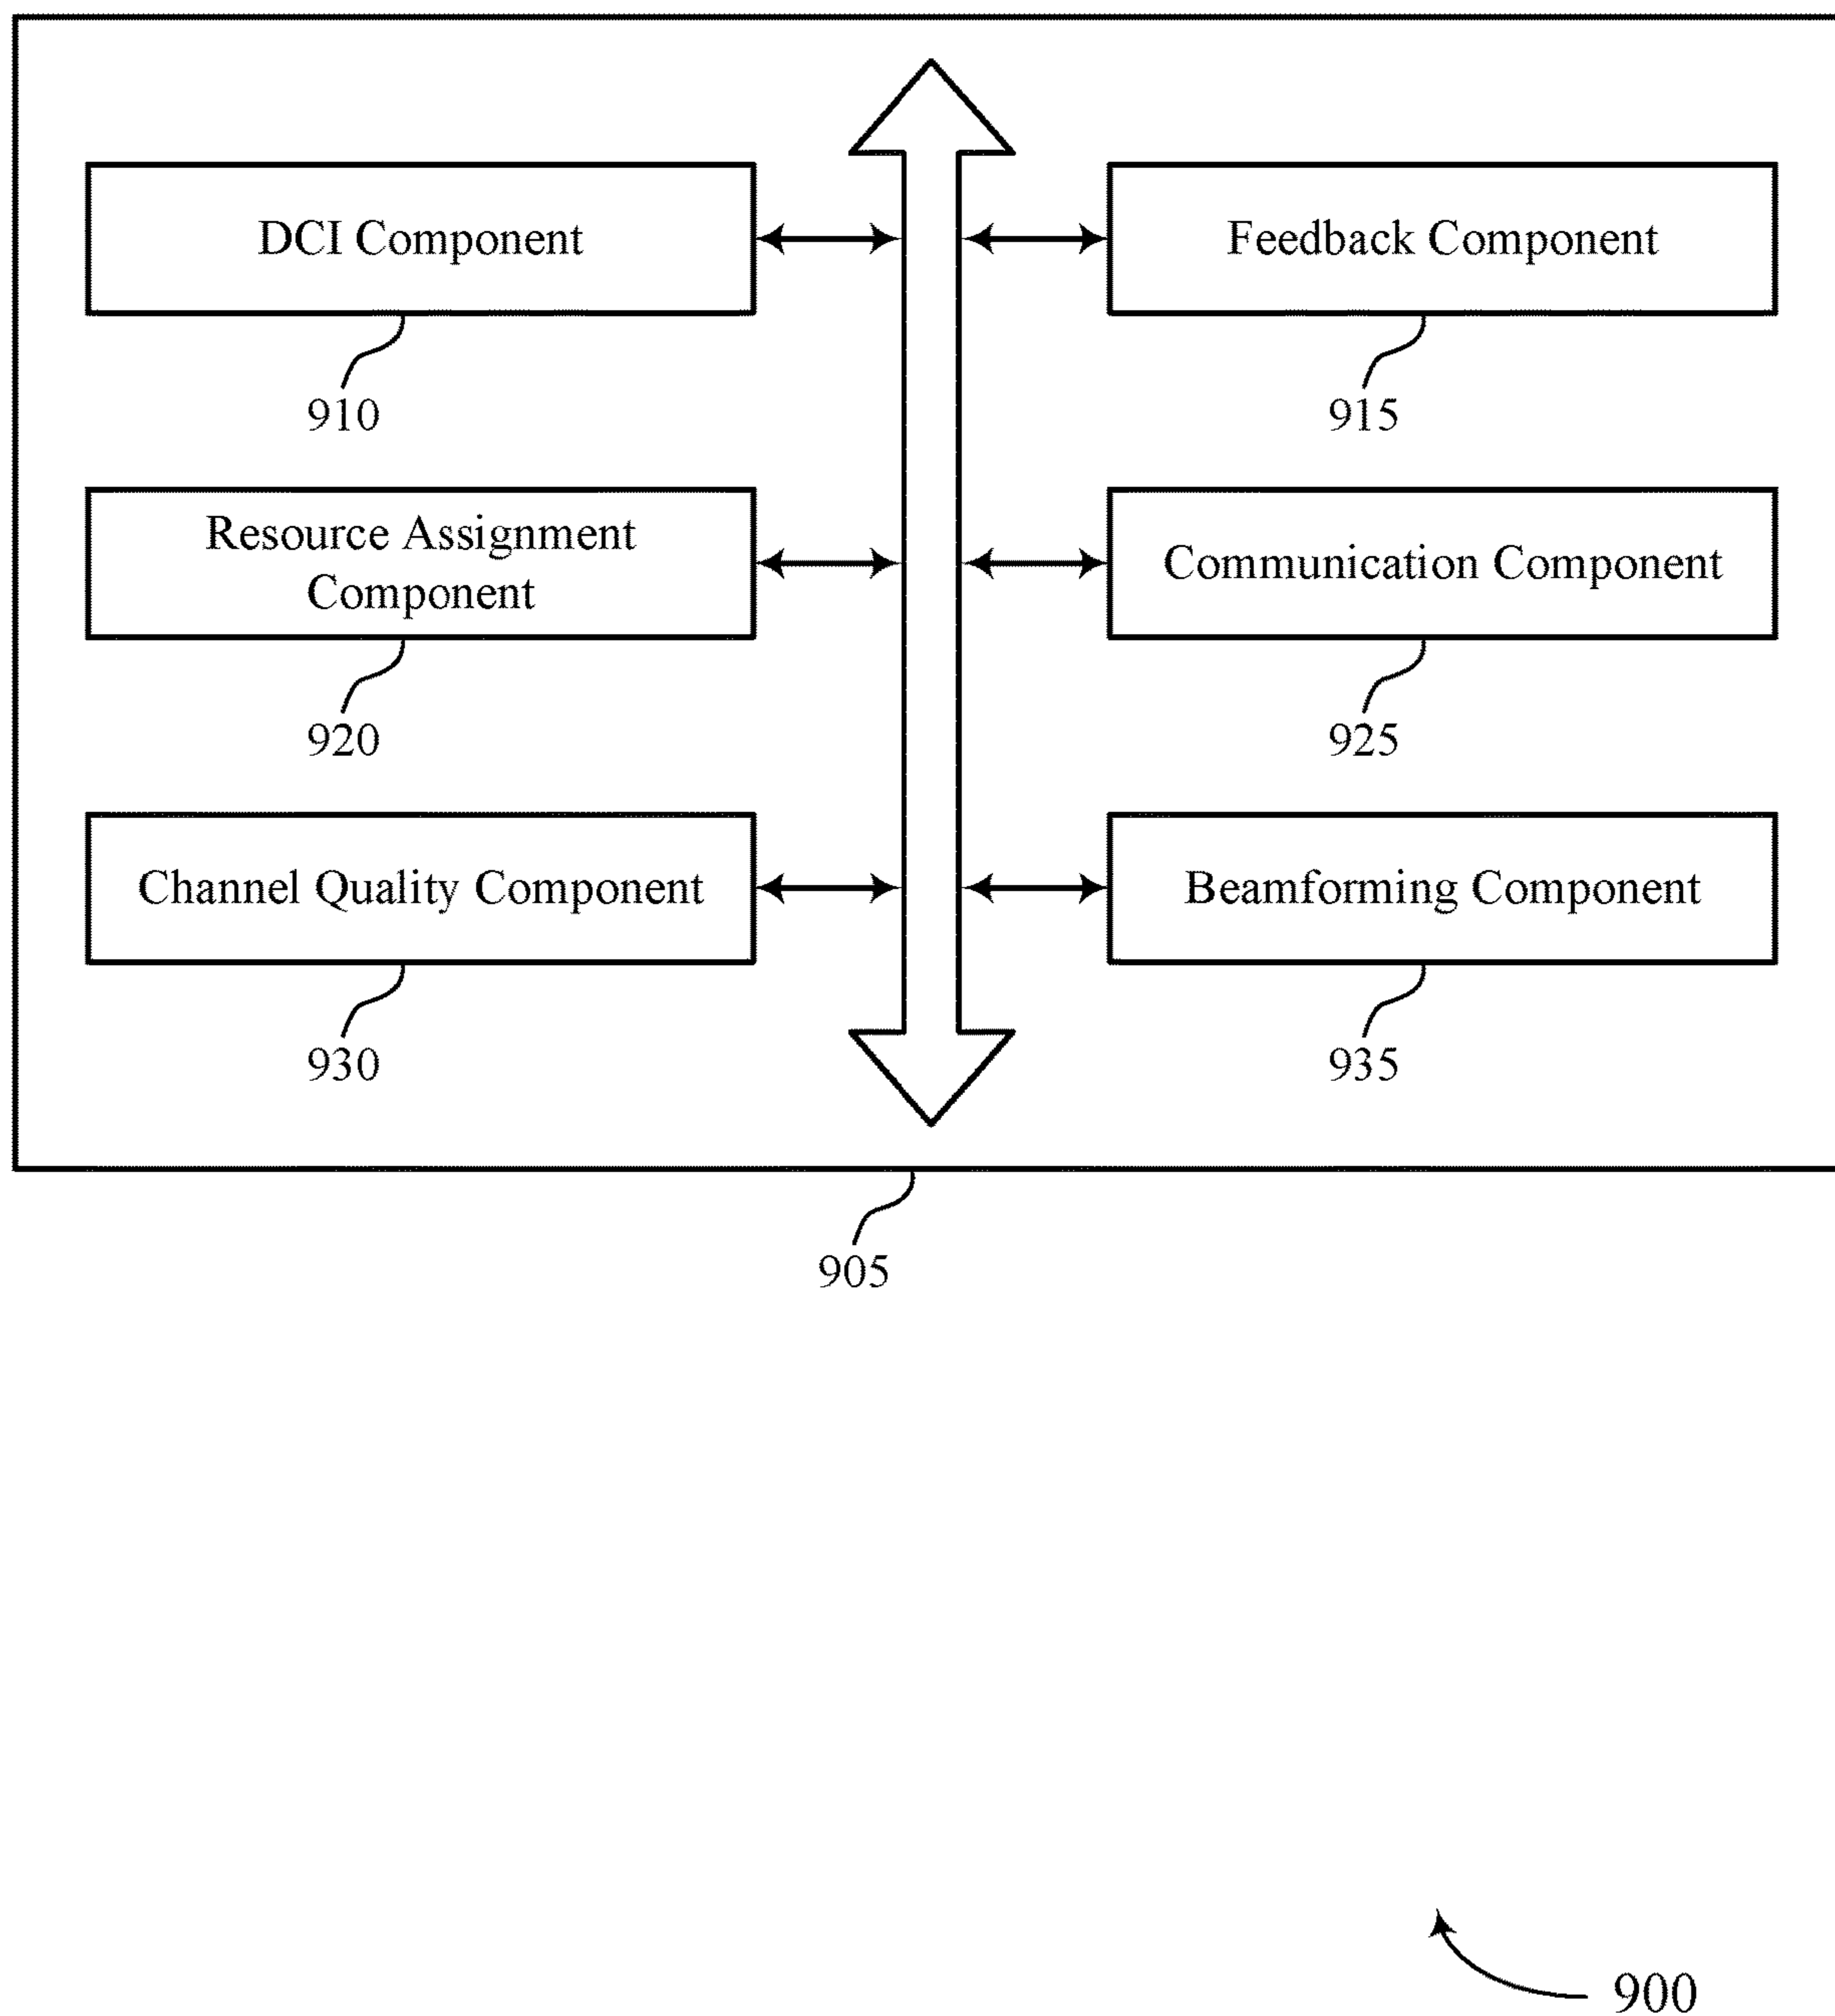 DCI Component
910
Feedback Component
915
Resource Assignment
Component
920
Communication Component
925
Channel Quality Component
930
Beamforming Component
935
905
900